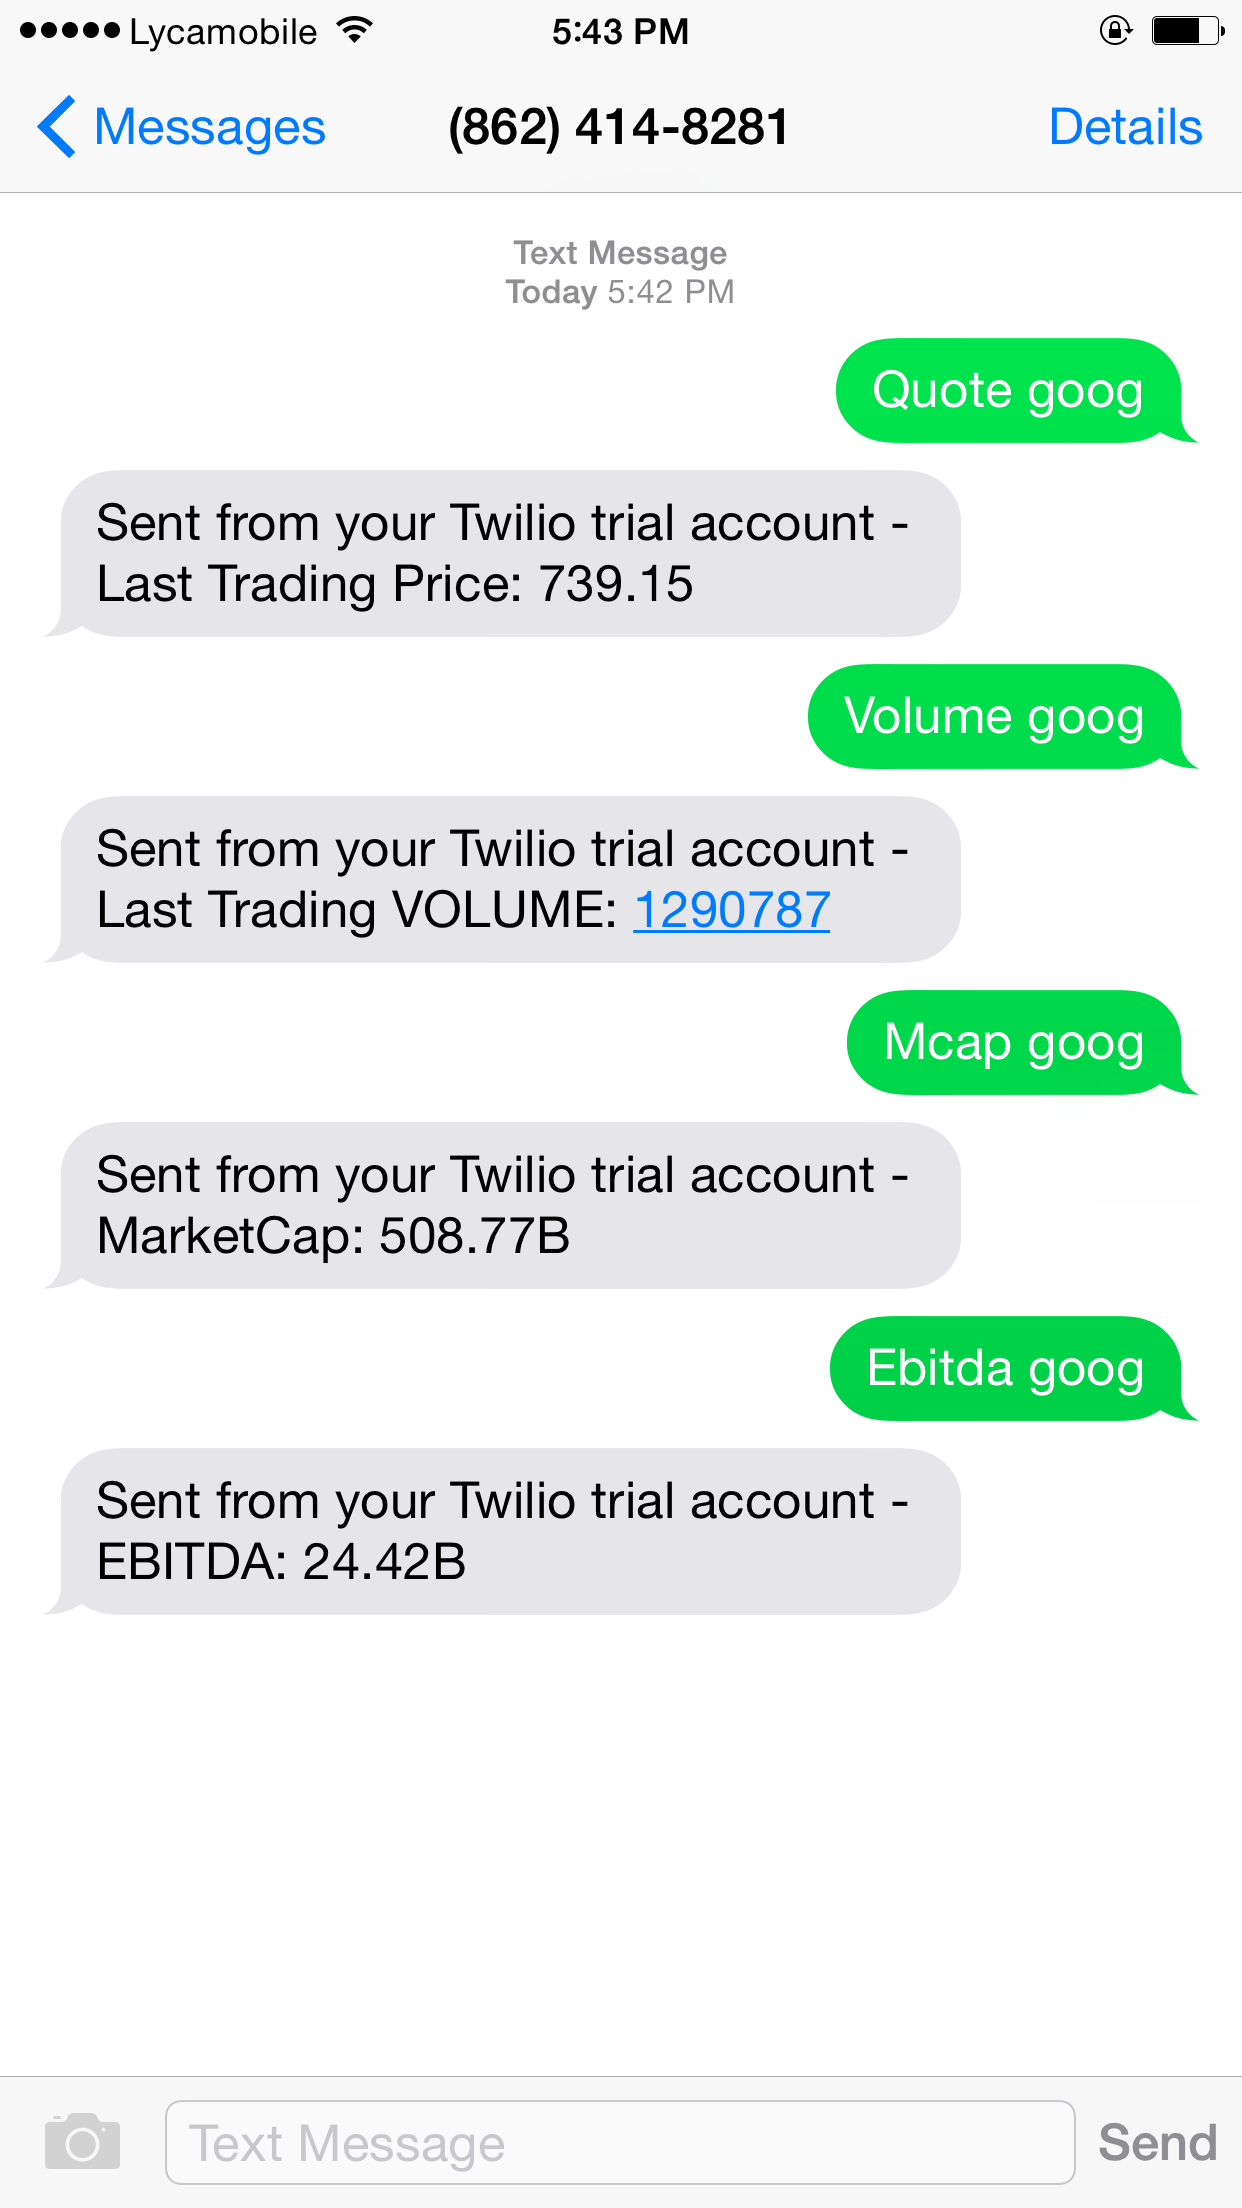 Lycamobile 5:43 PM
Messages (862) 414-8281 Details
Text Message
Today 5:42 PM
Quote goog
Sent from your Twilio trial account -
Last Trading Price: 739.15
Volume goog
Sent from your Twilio trial account -
Last Trading VOLUME: 1290787
Mcap goog
Sent from your Twilio trial account -
MarketCap: 508.77B
Ebitda goog
Sent from your Twilio trial account -
EBITDA: 24.42B
Text Message Send